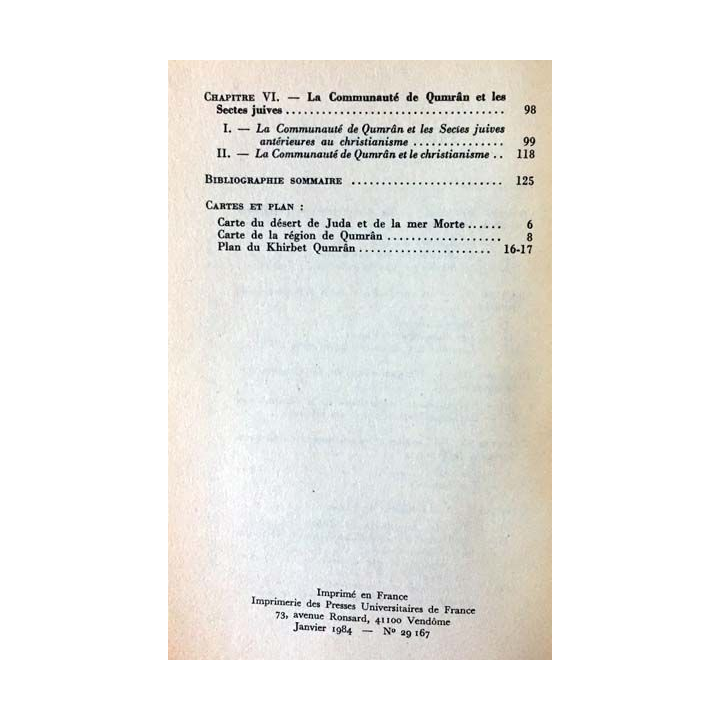 CHAPITRE VI. — La Communauté de Qumrân et les
Sectes juives ................................... 98
I. — La Communauté de Qumrân et les Sectes juives
antérieures au christianisme ............... 99
II. — La Communauté de Qumrân et le christianisme .. 118
BIBLIOGRAPHIE SOMMAIRE ........................ 125
CARTES ET PLAN :
Carte du désert de Juda et de la mer Morte ...... 6
Carte de la région de Qumrân .................... 8
Plan du Khirbet Qumrân ....................... 16-17
Imprimé en France
Imprimerie des Presses Universitaires de France
73, avenue Ronsard, 41100 Vendôme
Janvier 1984 — Nº 29 167